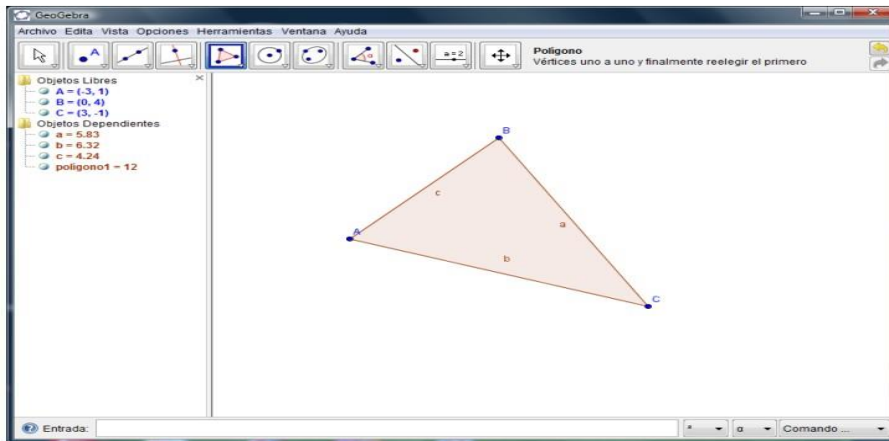 GeoGebra
Archivo Edita Vista Opciones Herramientas Ventana Ayuda
A
a=2
Polígono
Vértices uno a uno y finalmente reelegir el primero
Objetos Libres
A = (-3, 1)
B = (0, 4)
C = (3, -1)
Objetos Dependientes
a = 5.83
b = 6.32
c = 4.24
polígono1 = 12
B
c
A
a
b
C
Entrada:
α
Comando ...